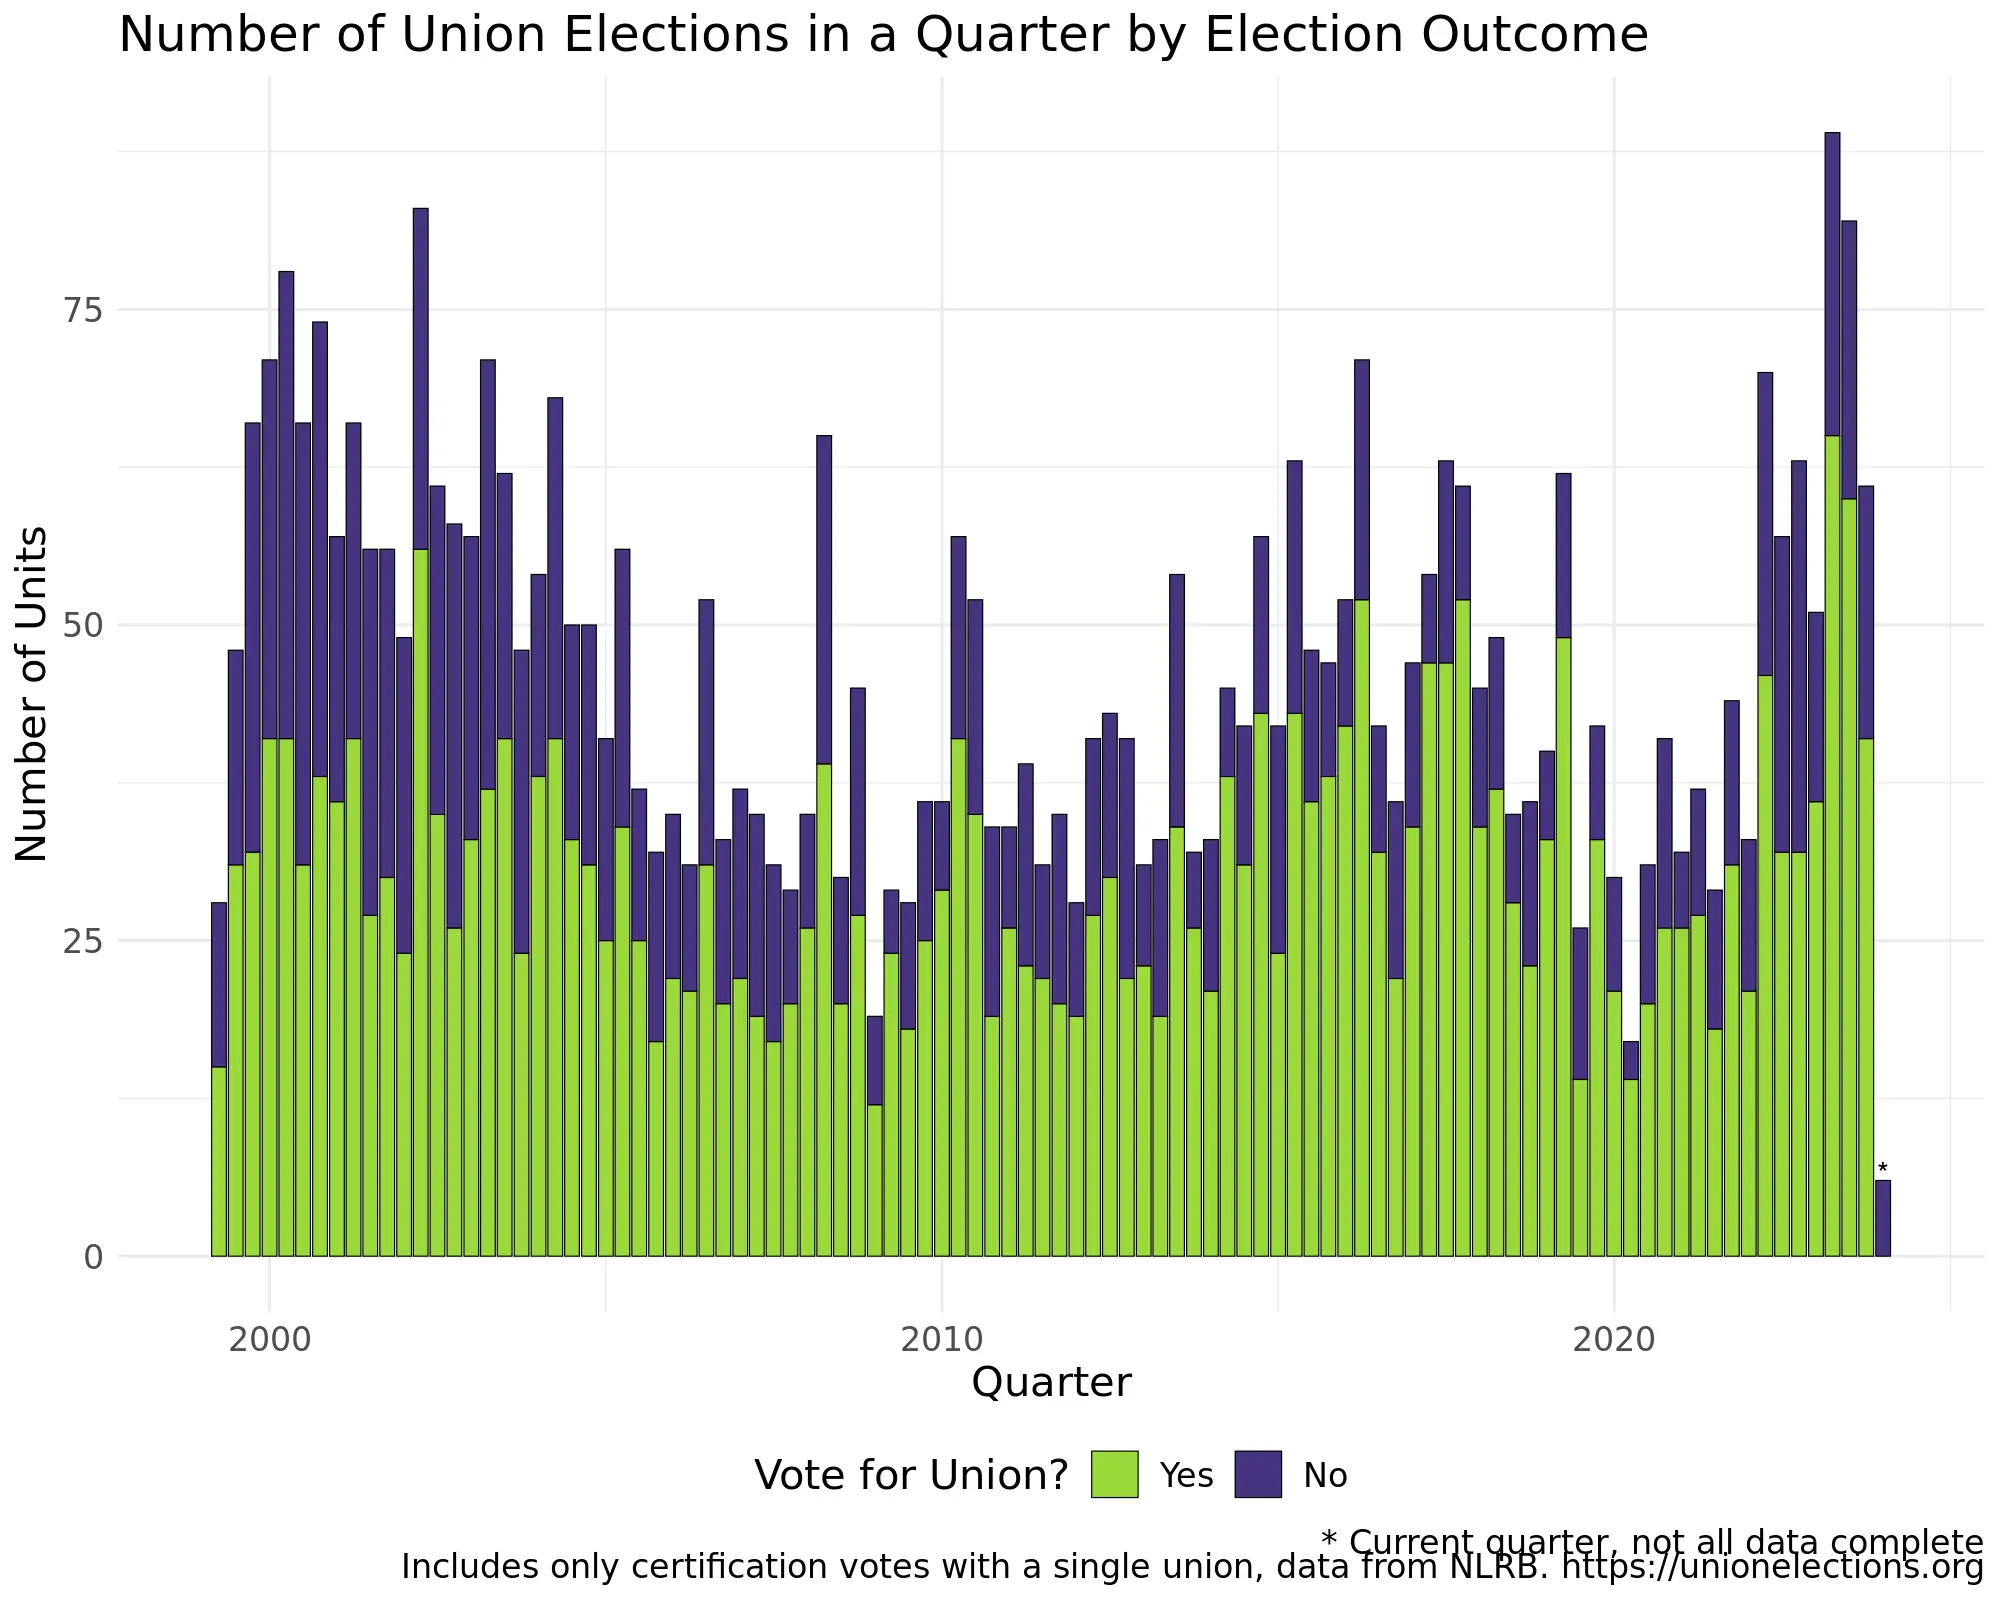 Number of Union Elections in a Quarter by Election Outcome
Number of Units
75
50
25
0
*
2000 2010 2020
Quarter
Vote for Union? Yes No
* Current quarter, not all data complete
Includes only certification votes with a single union, data from NLRB. https://unionelections.org